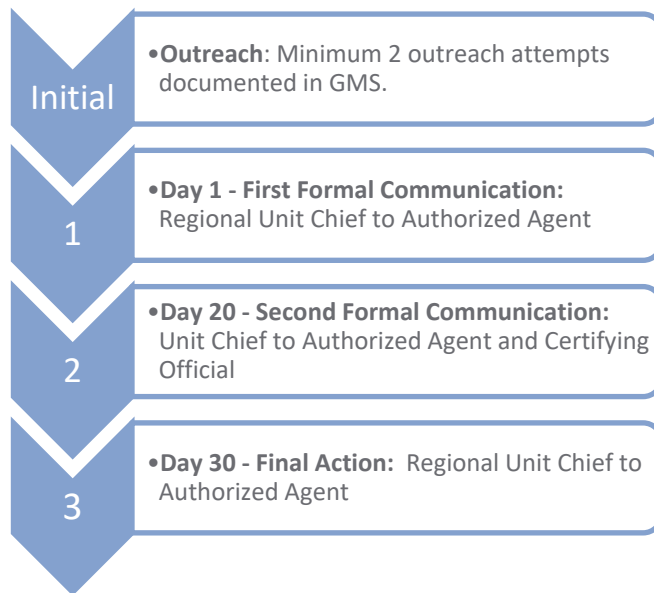 Initial
•Outreach: Minimum 2 outreach attempts
documented in GMS.
1
•Day 1 - First Formal Communication:
Regional Unit Chief to Authorized Agent
2
•Day 20 - Second Formal Communication:
Unit Chief to Authorized Agent and Certifying
Official
3
•Day 30 - Final Action: Regional Unit Chief to
Authorized Agent